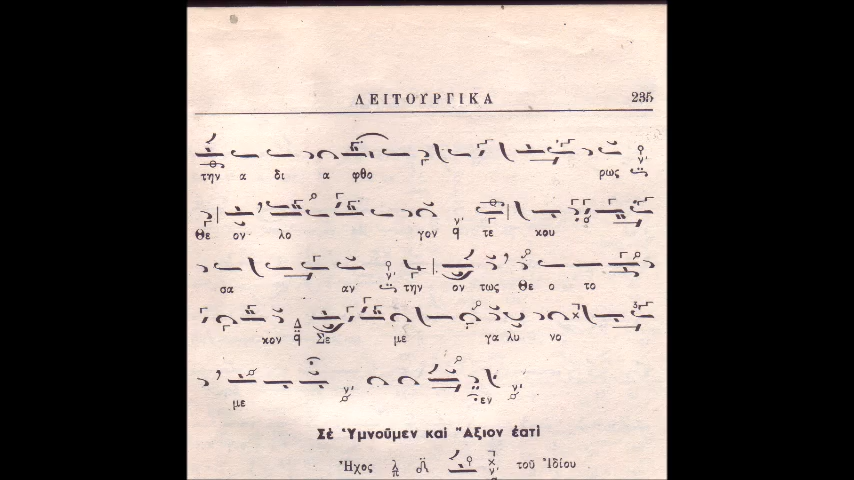 ΛΕΙΤΟΥΡΓΙΚΑ 235
την α δι α φθο ρως
Θε ον λο γον τε κου
σα αν την ον τως Θε ο το
κον Σε με γα λυ νο
με εν
Σὲ Ὑμνοῦμεν καὶ Ἄξιον ἐστὶ
Ἦχος τοῦ Ἰδίου